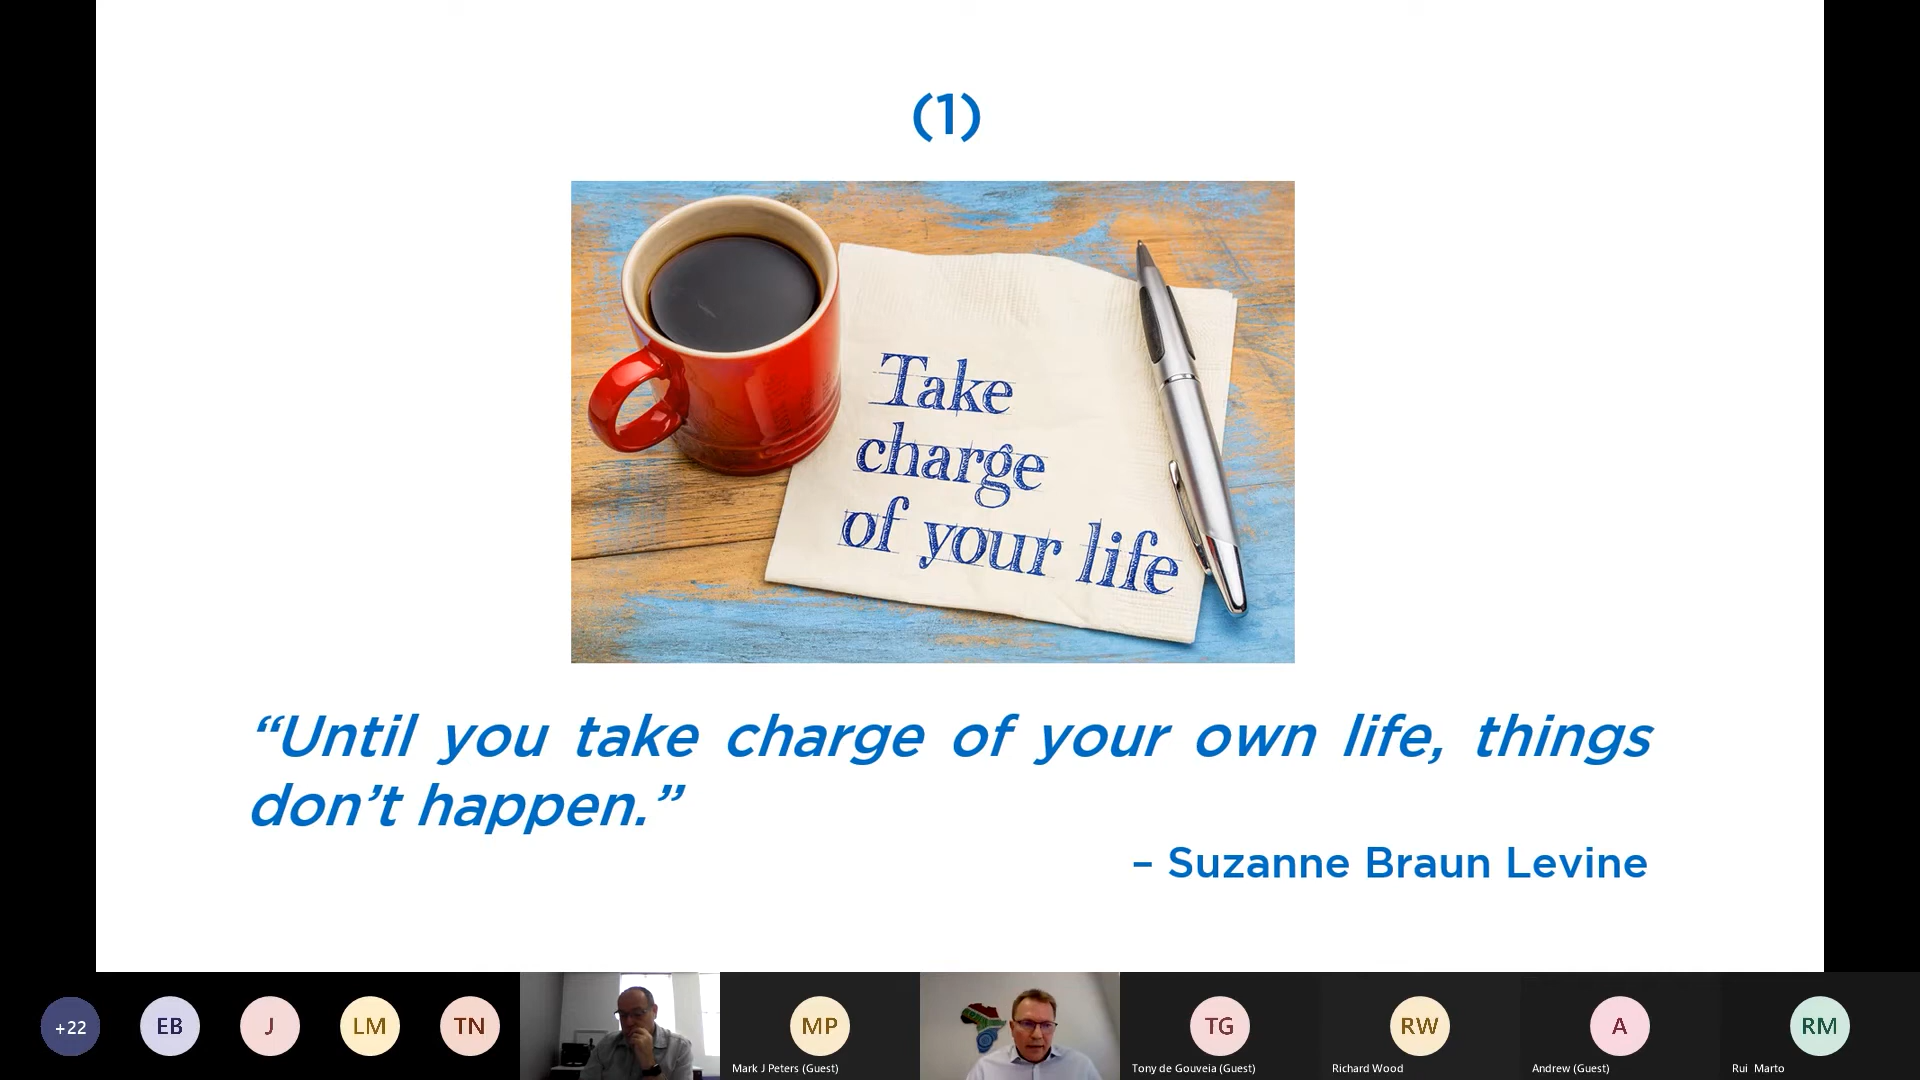 (1)
Take
charge
of your life
“Until you take charge of your own life, things
don’t happen.”
– Suzanne Braun Levine
+22
EB
J
LM
TN
MP
Mark J Peters (Guest)
TG
Tony de Gouveia (Guest)
RW
Richard Wood
A
Andrew (Guest)
RM
Rui Marto